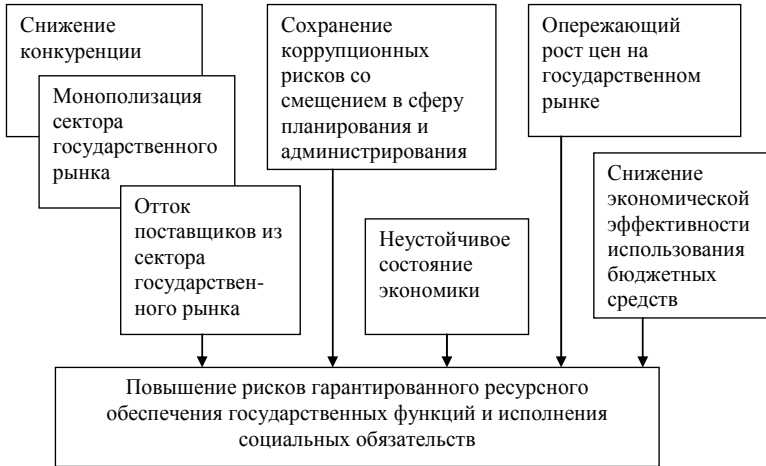 Снижение
конкуренции
Монополизация
сектора
государственного
рынка
Отток
поставщиков из
сектора
государствен-
ного рынка
Сохранение
коррупционных
рисков со
смещением в сферу
планирования и
администрирования
Неустойчивое
состояние
экономики
Опережающий
рост цен на
государственном
рынке
Снижение
экономической
эффективности
использования
бюджетных
средств
Повышение рисков гарантированного ресурсного
обеспечения государственных функций и исполнения
социальных обязательств